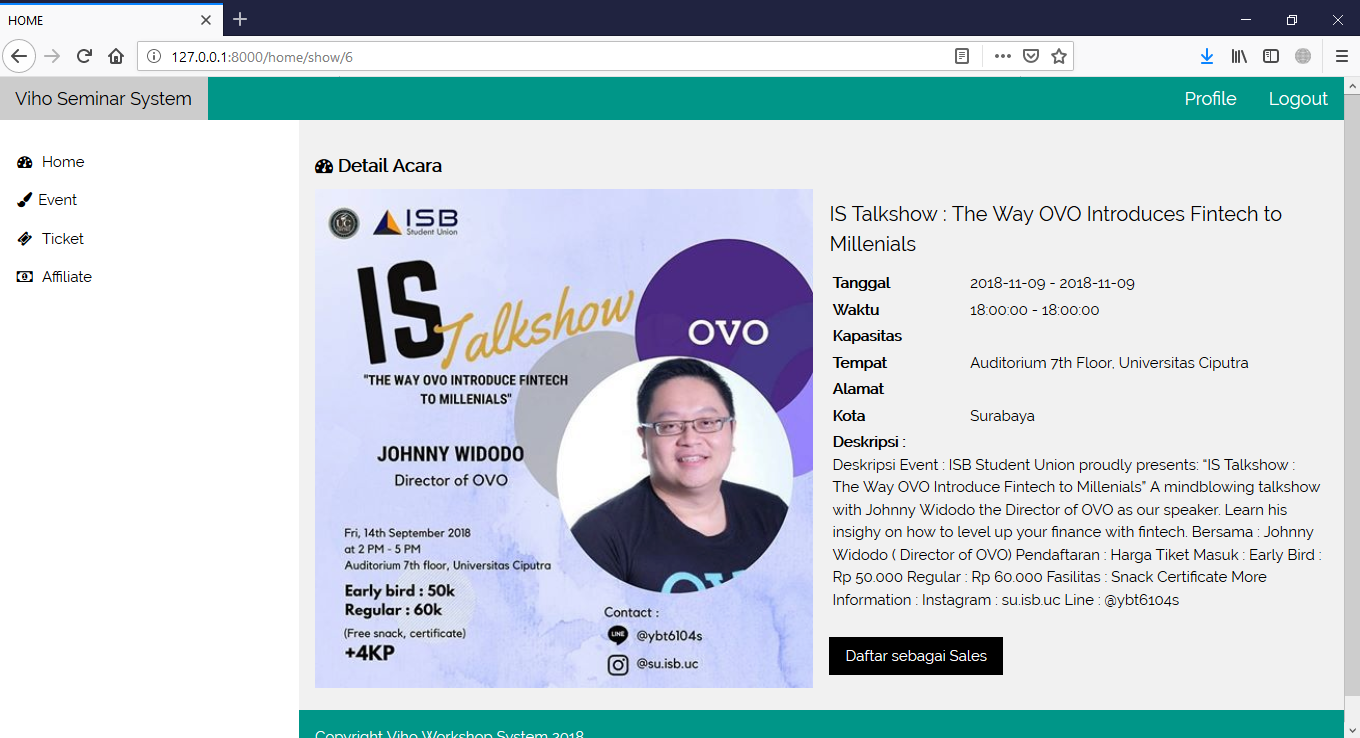 HOME
127.0.0.1:8000/home/show/6
Viho Seminar System
Profile
Logout
Home
Event
Ticket
Affiliate
Detail Acara
UC
ISB
Student Union
IS
Talkshow
OVO
"THE WAY OVO INTRODUCE FINTECH
TO MILLENIALS"
JOHNNY WIDODO
Director of OVO
Fri, 14th September 2018
at 2 PM - 5 PM
Auditorium 7th floor, Universitas Ciputra
Early bird : 50k
Regular : 60k
(Free snack, certificate)
+4KP
Contact :
LINE
@ybt6104s
@su.isb.uc
IS Talkshow : The Way OVO Introduces Fintech to
Millenials
Tanggal 2018-11-09 - 2018-11-09
Waktu 18:00:00 - 18:00:00
Kapasitas
Tempat Auditorium 7th Floor, Universitas Ciputra
Alamat
Kota Surabaya
Deskripsi :
Deskripsi Event : ISB Student Union proudly presents: “IS Talkshow :
The Way OVO Introduce Fintech to Millenials” A mindblowing talkshow
with Johnny Widodo the Director of OVO as our speaker. Learn his
insighy on how to level up your finance with fintech. Bersama : Johnny
Widodo ( Director of OVO) Pendaftaran : Harga Tiket Masuk : Early Bird :
Rp 50.000 Regular : Rp 60.000 Fasilitas : Snack Certificate More
Information : Instagram : su.isb.uc Line : @ybt6104s
Daftar sebagai Sales
Copyright Viho Workshop System 2018